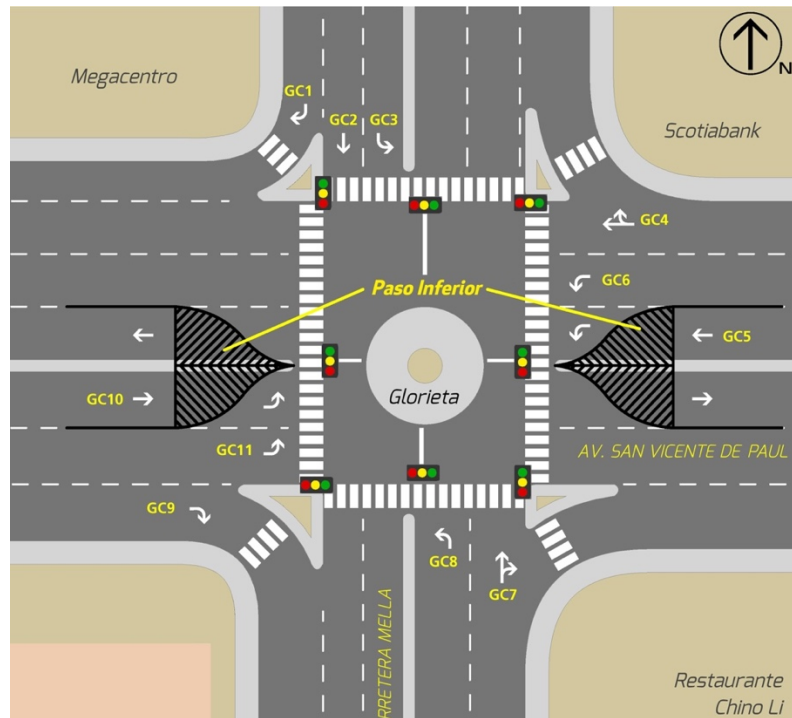 Megacentro
GC1
GC2
GC3
N
Scotiabank
GC4
Paso Inferior
GC6
GC5
GC10
Glorieta
GC11
AV. SAN VICENTE DE PAUL
GC9
GC8
GC7
RRETERA MELLA
Restaurante
Chino Li